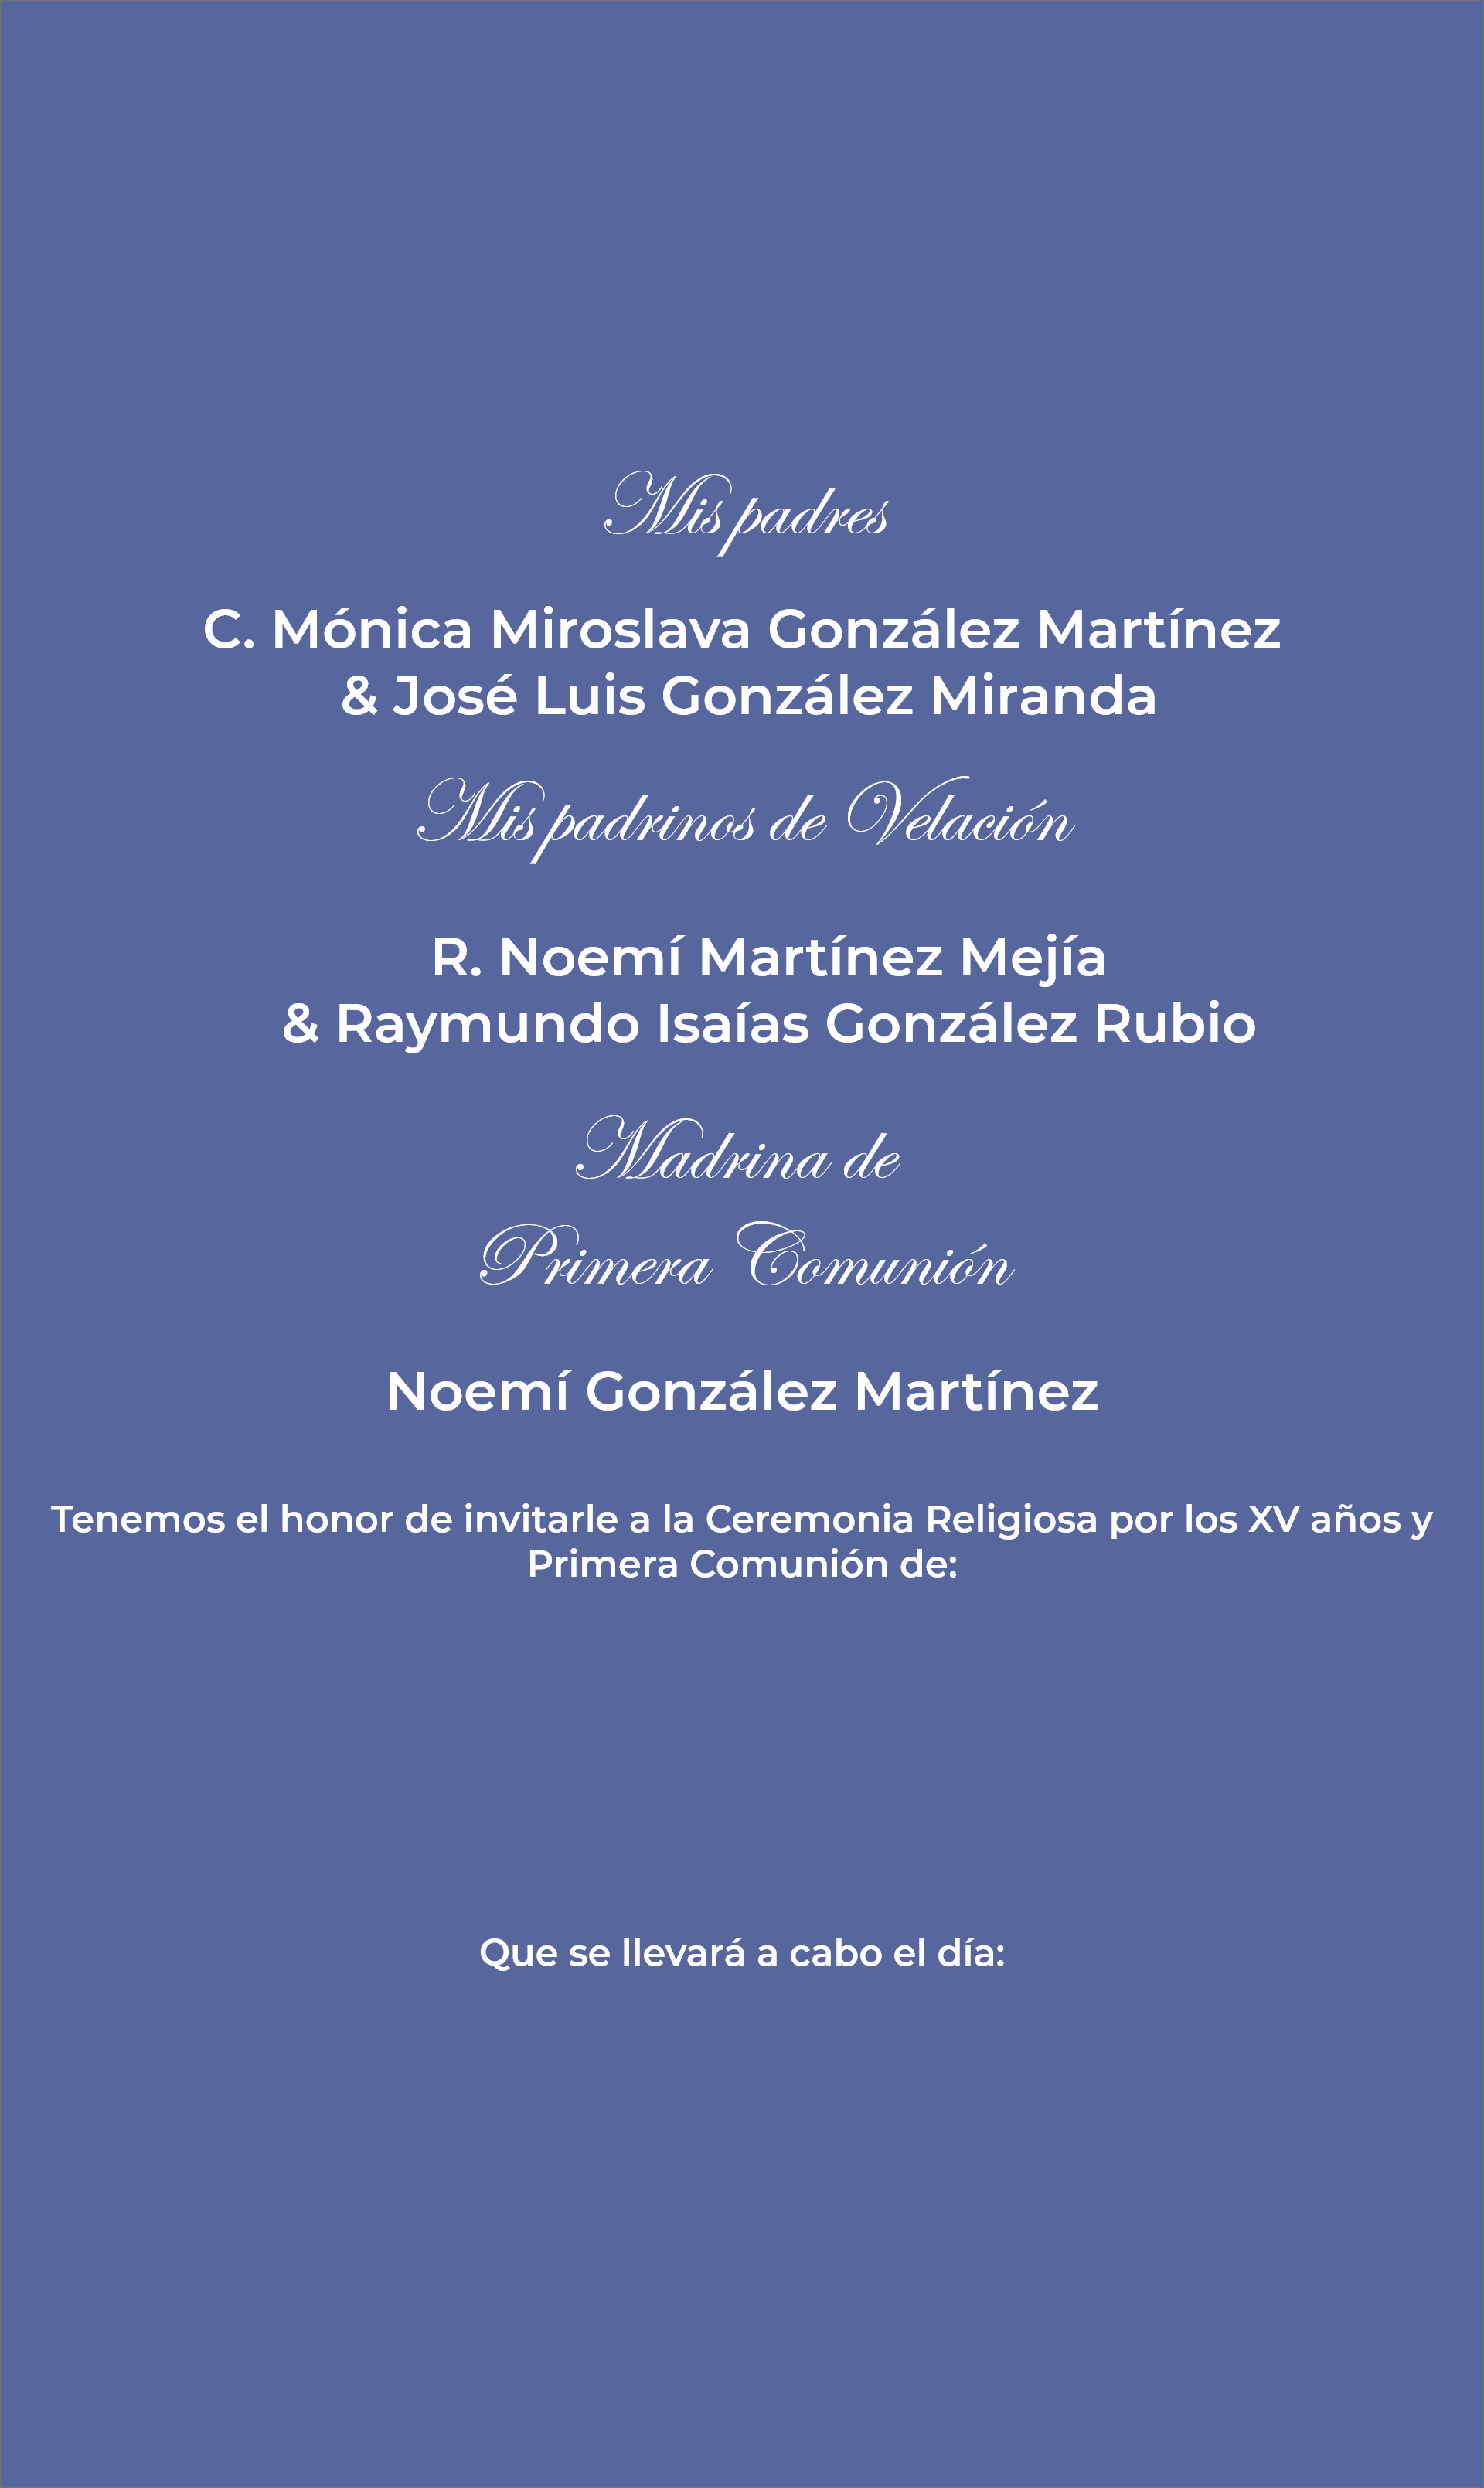 Mis padres
C. Mónica Miroslava González Martínez
& José Luis González Miranda
Mis padrinos de Velación
R. Noemí Martínez Mejía
& Raymundo Isaías González Rubio
Madrina de
Primera Comunión
Noemí González Martínez
Tenemos el honor de invitarle a la Ceremonia Religiosa por los XV años y
Primera Comunión de:
Que se llevará a cabo el día: